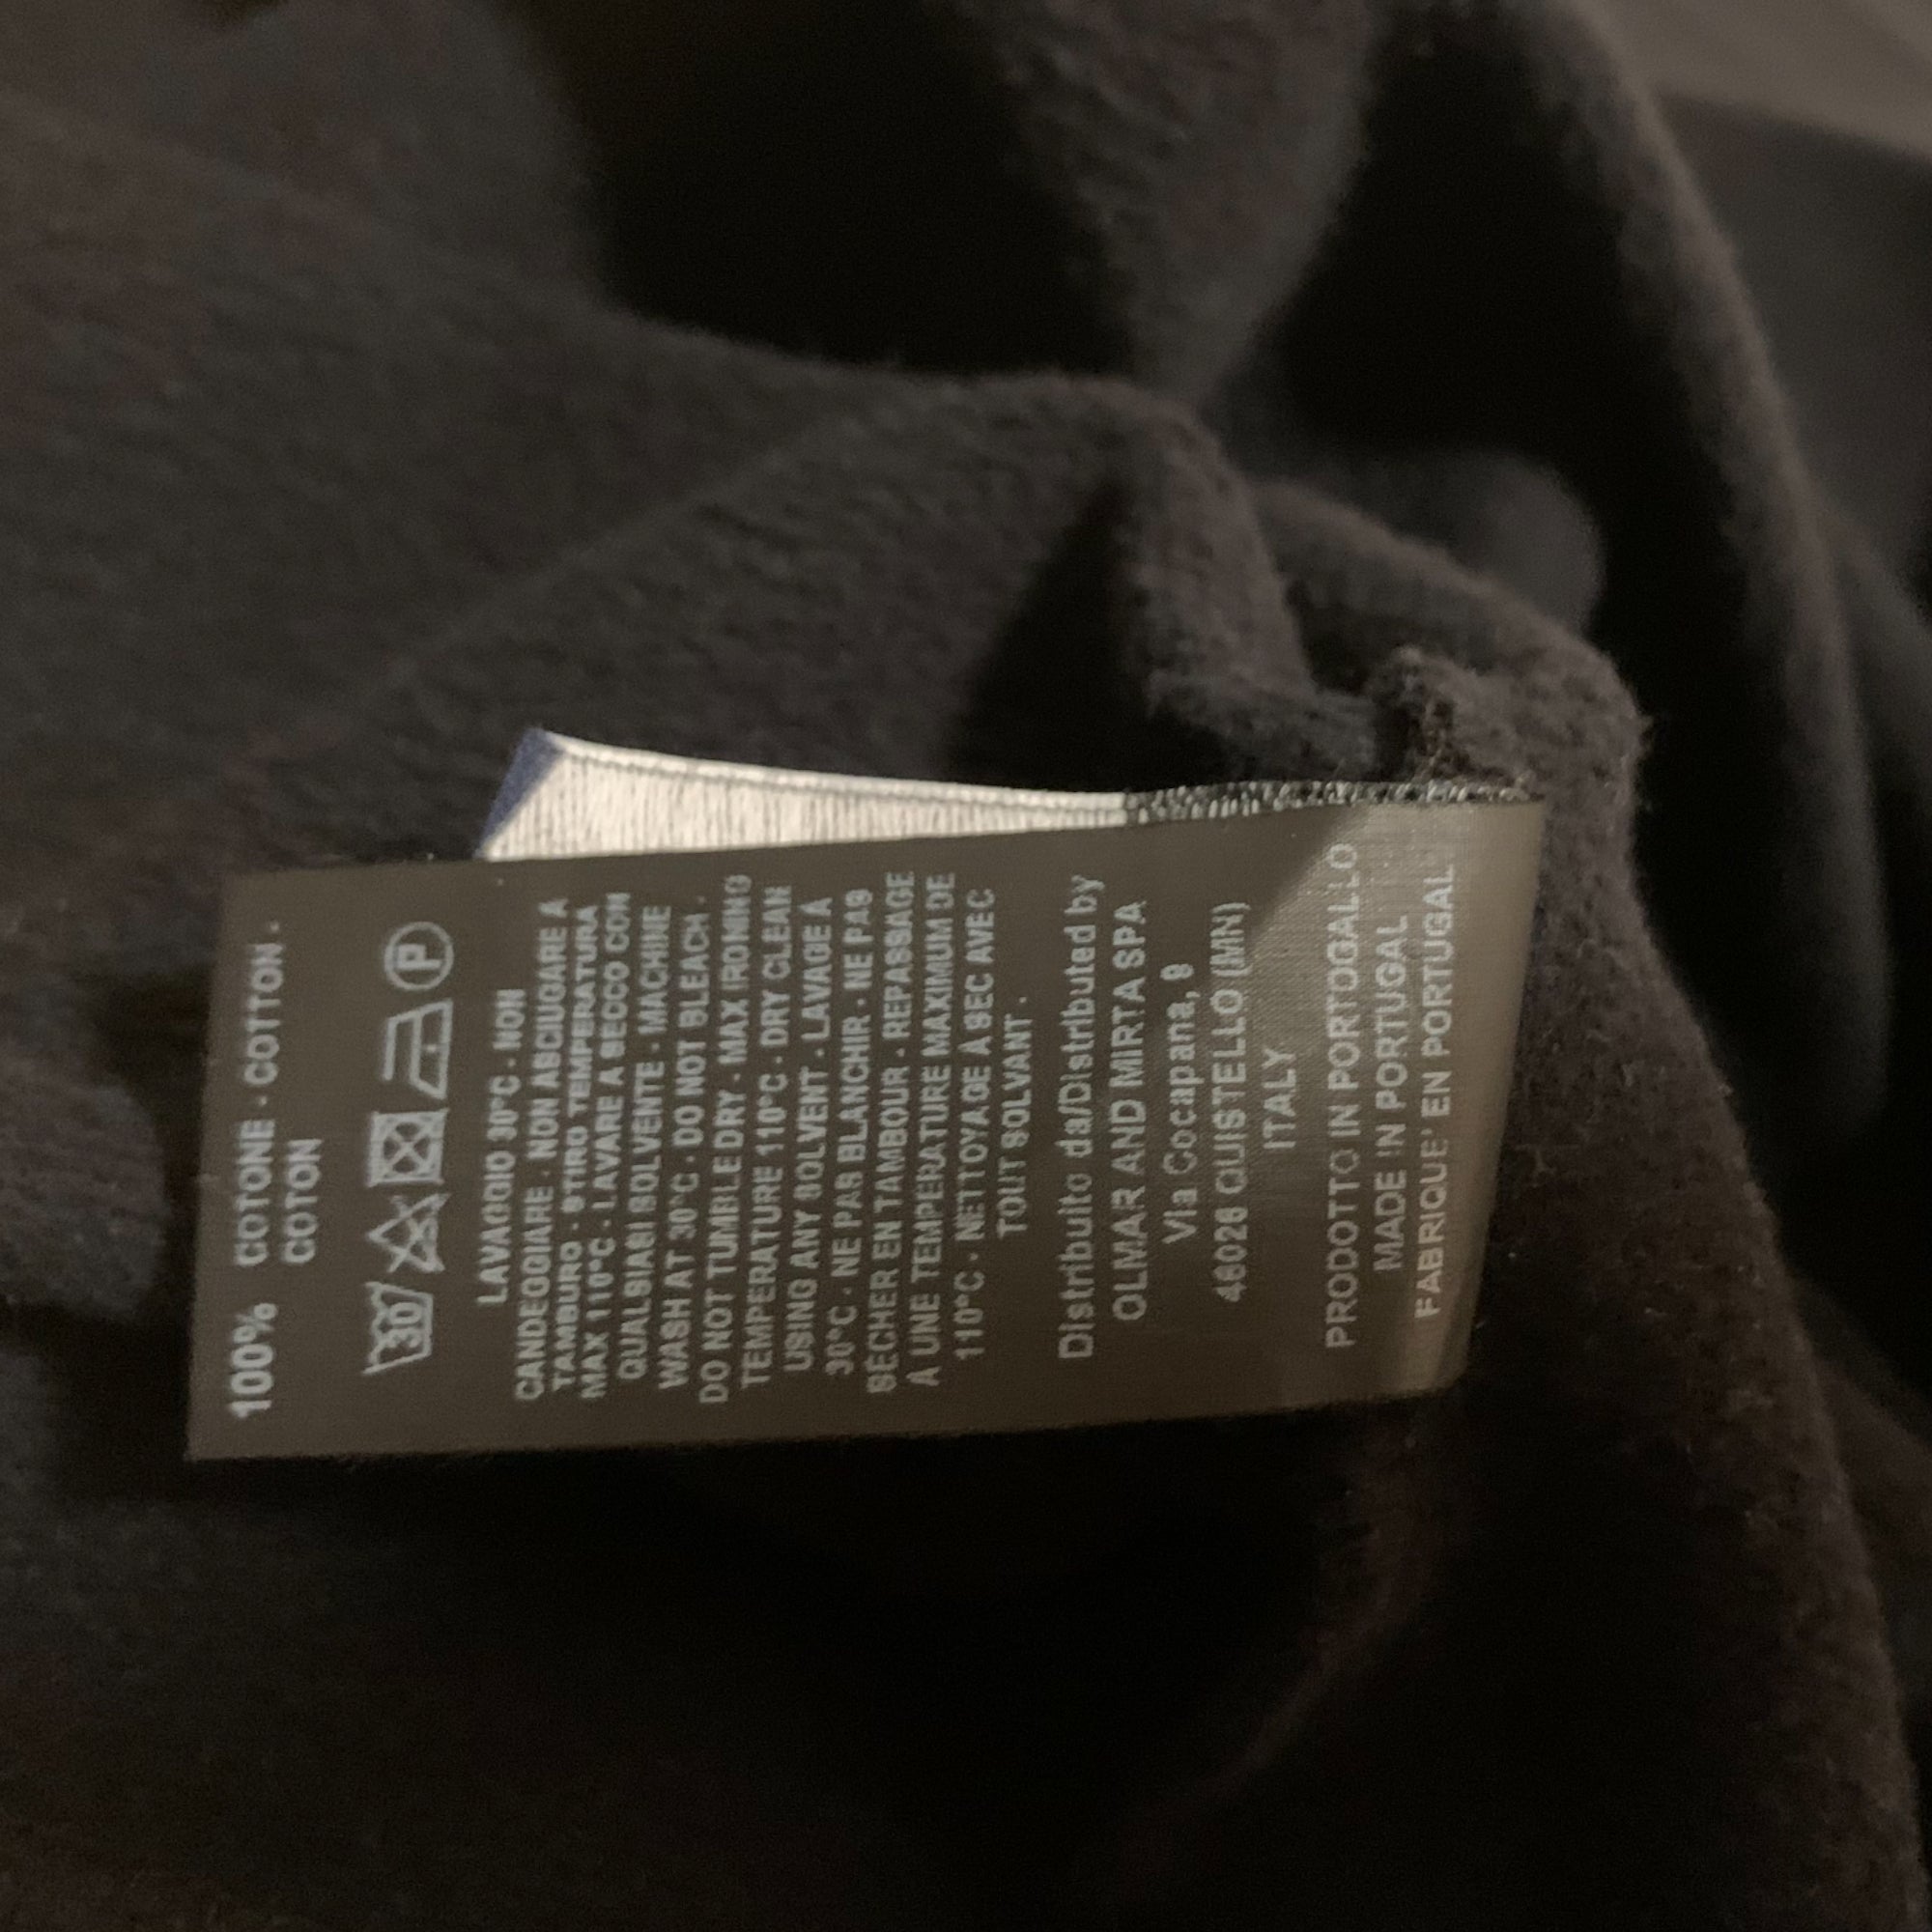 100% COTONE - COTTON -
COTON
30 P
LAVAGGIO 30°C - NON
CANDEGGIARE - NON ASCIUGARE A
TAMBURO - STIRO TEMPERATURA
MAX 110°C - LAVARE A SECCO CON
QUALSIASI SOLVENTE - MACHINE
WASH AT 30°C - DO NOT BLEACH -
DO NOT TUMBLE DRY - MAX IRONING
TEMPERATURE 110°C - DRY CLEAN
USING ANY SOLVENT - LAVAGE A
30°C - NE PAS BLANCHIR - NE PAS
SÉCHER EN TAMBOUR - REPASSAGE
À UNE TEMPERATURE MAXIMUM DE
110°C - NETTOYAGE A SEC AVEC
TOUT SOLVANT -
Distribuito da/Distributed by
OLMAR AND MIRTA SPA
Via Cocapana,
46026 QUISTELLO (MN)
ITALY
PRODOTTO IN PORTOGALLO
MADE IN PORTUGAL
FABRIQUE' EN PORTUGAL